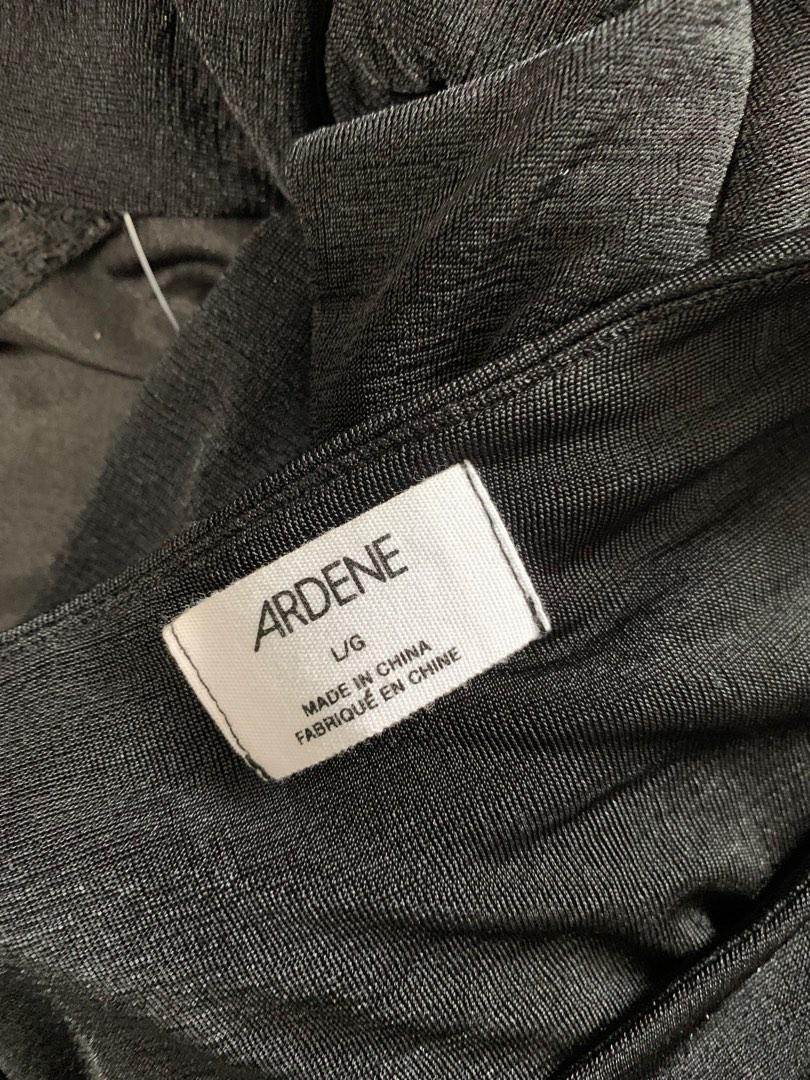 ARDENE
L/G
MADE IN CHINA
FABRIQUÉ EN CHINE